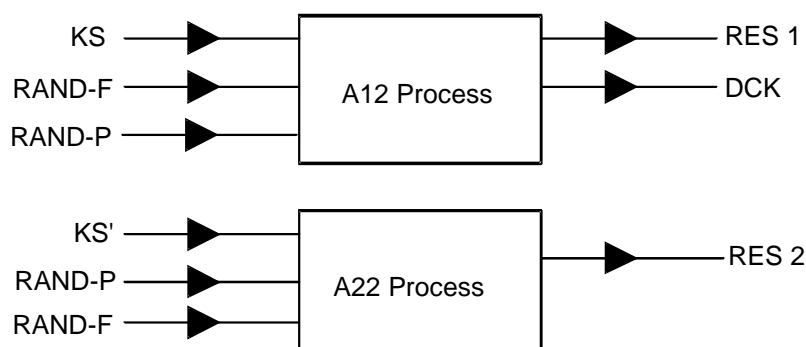 KS
RES 1
RAND-F
A12 Process
DCK
RAND-P
KS'
RES 2
RAND-P
A22 Process
RAND-F